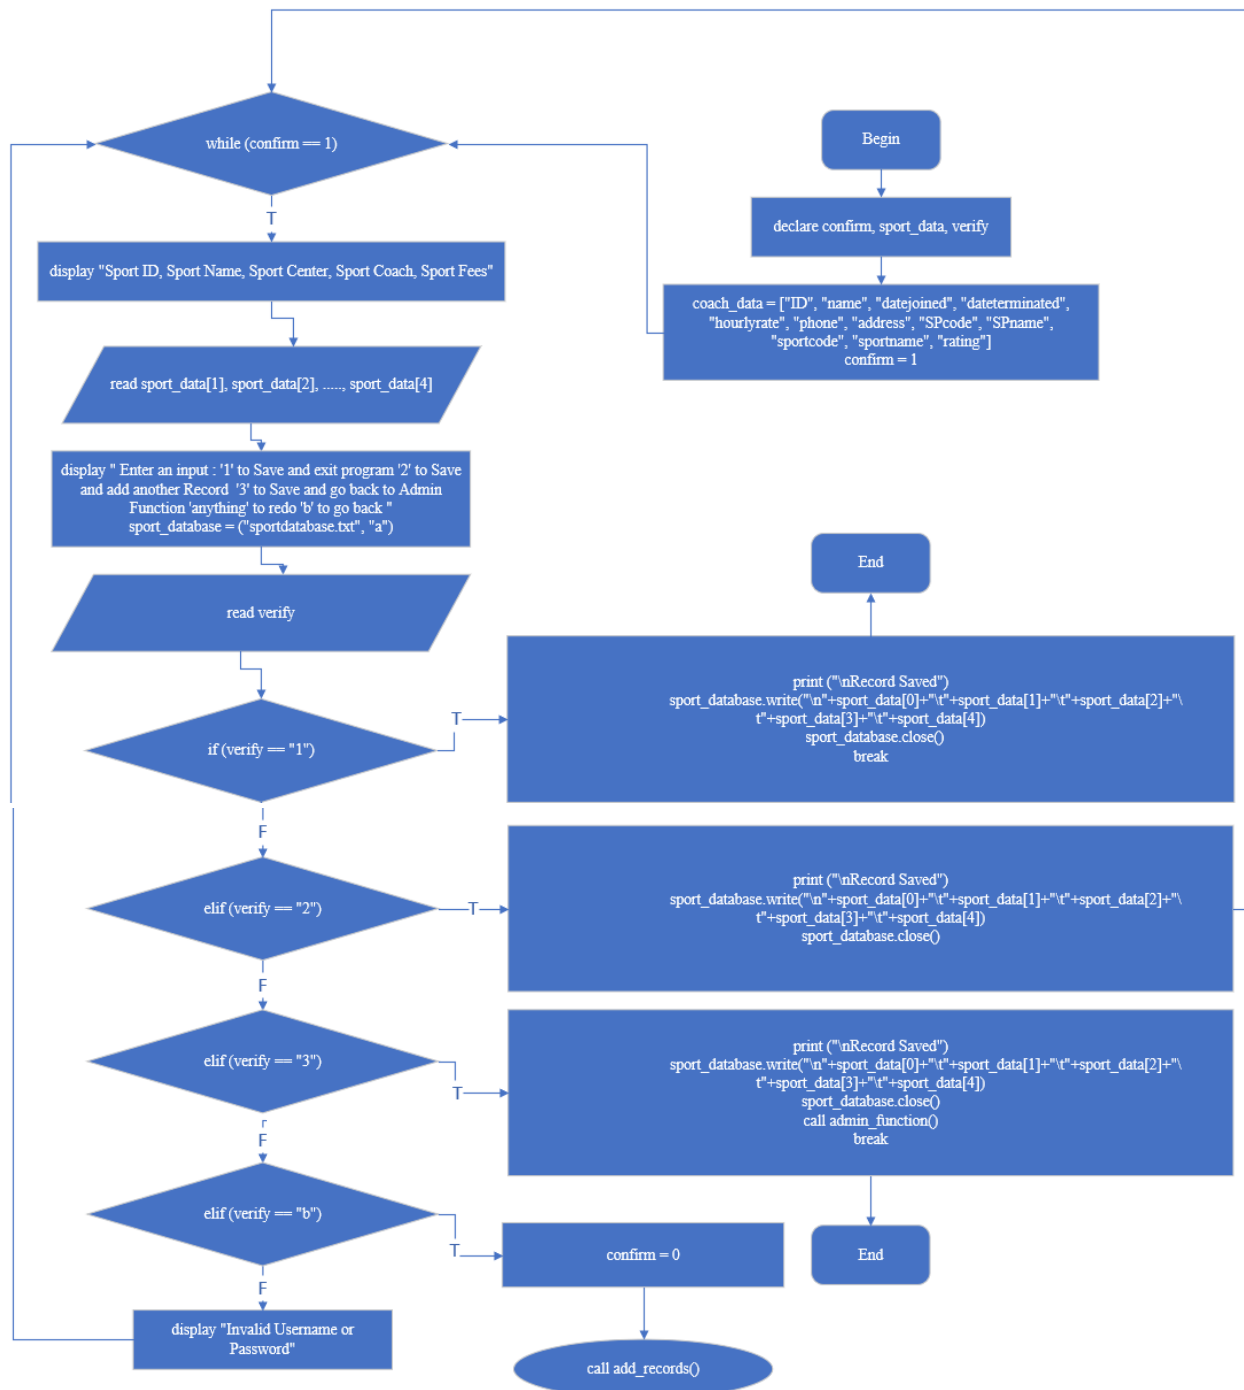 Begin
declare confirm, sport_data, verify
coach_data = ["ID", "name", "datejoined", "dateterminated",
"hourlyrate", "phone", "address", "SPcode", "SPname",
"sportcode", "sportname", "rating"]
confirm = 1
while (confirm == 1)
T
display "Sport ID, Sport Name, Sport Center, Sport Coach, Sport Fees"
read sport_data[1], sport_data[2], ....., sport_data[4]
display " Enter an input : '1' to Save and exit program '2' to Save
and add another Record  '3' to Save and go back to Admin
Function 'anything' to redo 'b' to go back "
sport_database = ("sportdatabase.txt", "a")
read verify
if (verify == "1")
T
print ("\nRecord Saved")
sport_database.write("\n"+sport_data[0]+"\t"+sport_data[1]+"\t"+sport_data[2]+"\
t"+sport_data[3]+"\t"+sport_data[4])
sport_database.close()
break
End
F
elif (verify == "2")
T
print ("\nRecord Saved")
sport_database.write("\n"+sport_data[0]+"\t"+sport_data[1]+"\t"+sport_data[2]+"\
t"+sport_data[3]+"\t"+sport_data[4])
sport_database.close()
F
elif (verify == "3")
T
print ("\nRecord Saved")
sport_database.write("\n"+sport_data[0]+"\t"+sport_data[1]+"\t"+sport_data[2]+"\
t"+sport_data[3]+"\t"+sport_data[4])
sport_database.close()
call admin_function()
break
End
F
elif (verify == "b")
T
confirm = 0
call add_records()
F
display "Invalid Username or
Password"